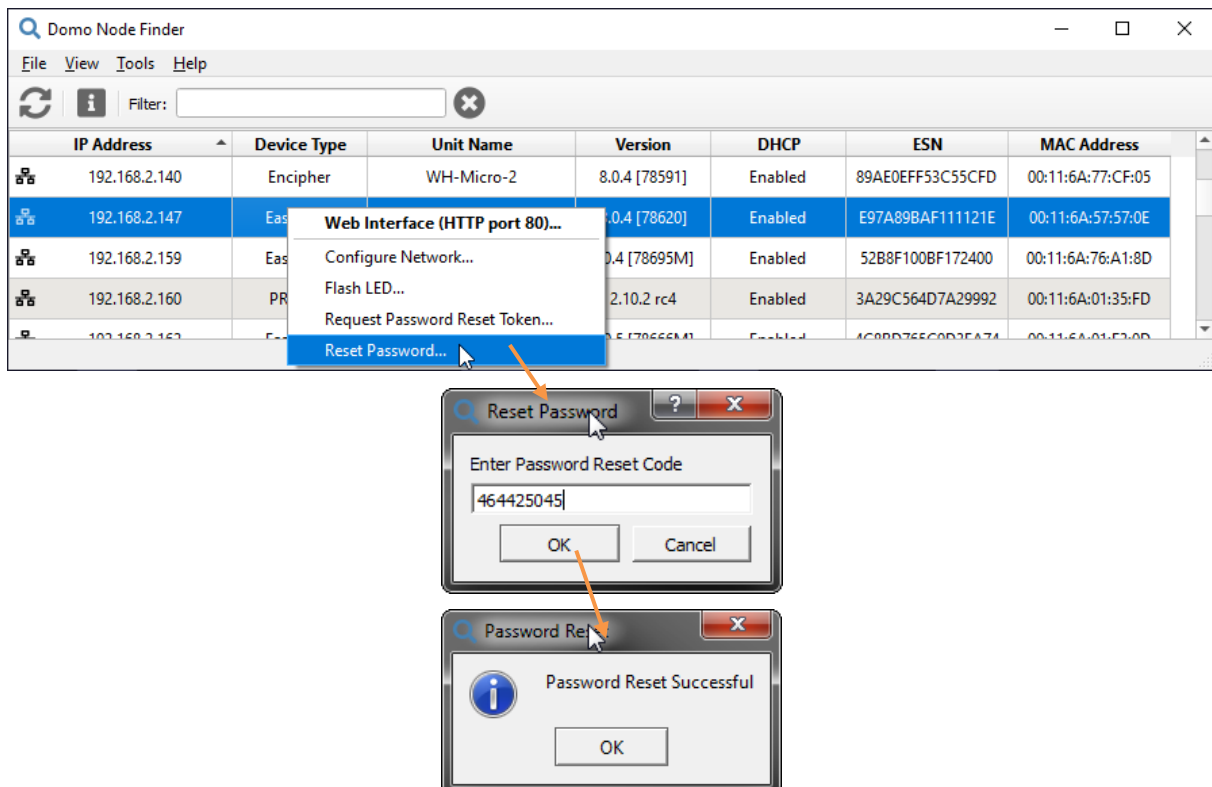 Domo Node Finder
File View Tools Help
Filter:
IP Address Device Type Unit Name Version DHCP ESN MAC Address
192.168.2.140 Encipher WH-Micro-2 8.0.4 [78591] Enabled 89AE0EFF53C55CFD 00:11:6A:77:CF:05
192.168.2.147 Eas .0.4 [78620] Enabled E97A89BAF111121E 00:11:6A:57:57:0E
Web Interface (HTTP port 80)...
192.168.2.159 Eas 0.4 [78695M] Enabled 52B8F100BF172400 00:11:6A:76:A1:8D
Configure Network...
Flash LED...
192.168.2.160 PR 2.10.2 rc4 Enabled 3A29C564D7A29992 00:11:6A:01:35:FD
Request Password Reset Token...
Reset Password...
Reset Password
Enter Password Reset Code
464425045
OK Cancel
Password Reset
Password Reset Successful
OK